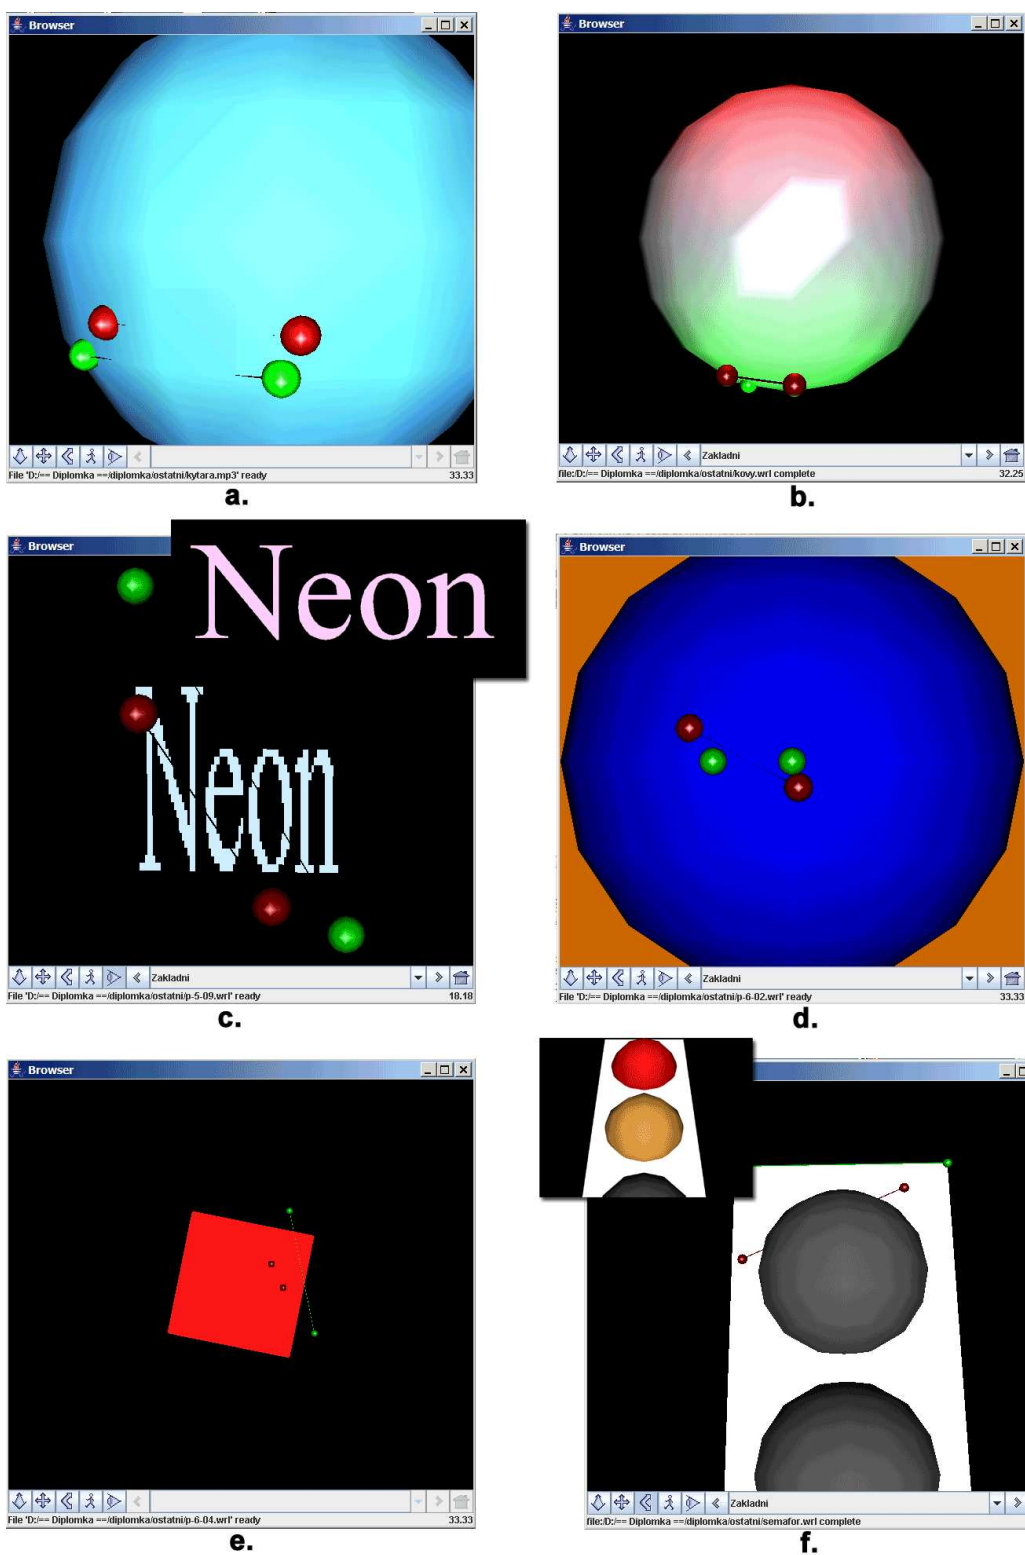 Browser
File 'D:/== Diplomka ==/diplomka/ostatni/kytara.mp3' ready 33.33
a.
Browser
Zakladni
file:/D:/== Diplomka ==/diplomka/ostatni/kovy.wrl complete 32.25
b.
Browser
Neon
Neon
Zakladni
File 'D:/== Diplomka ==/diplomka/ostatni/p-5-09.wrl' ready 18.18
c.
Browser
Zakladni
File 'D:/== Diplomka ==/diplomka/ostatni/p-6-02.wrl' ready 33.33
d.
Browser
File 'D:/== Diplomka ==/diplomka/ostatni/p-6-04.wrl' ready 33.33
e.
Zakladni
file:/D:/== Diplomka ==/diplomka/ostatni/semafor.wrl complete
f.